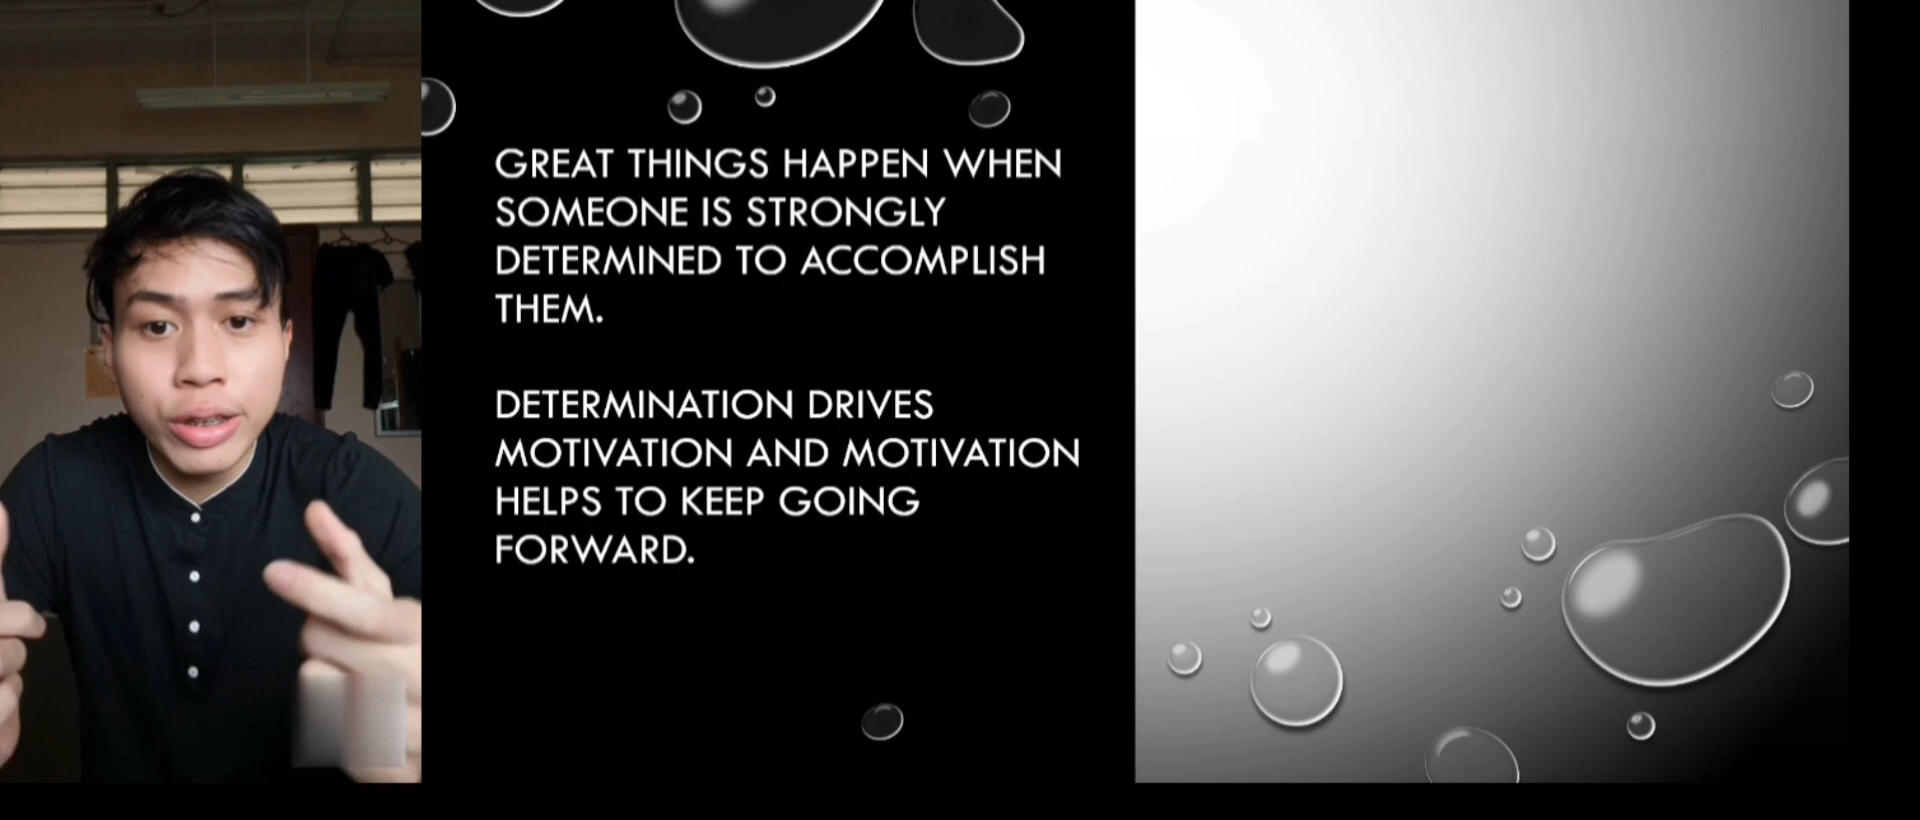 GREAT THINGS HAPPEN WHEN
SOMEONE IS STRONGLY
DETERMINED TO ACCOMPLISH
THEM.
DETERMINATION DRIVES
MOTIVATION AND MOTIVATION
HELPS TO KEEP GOING
FORWARD.